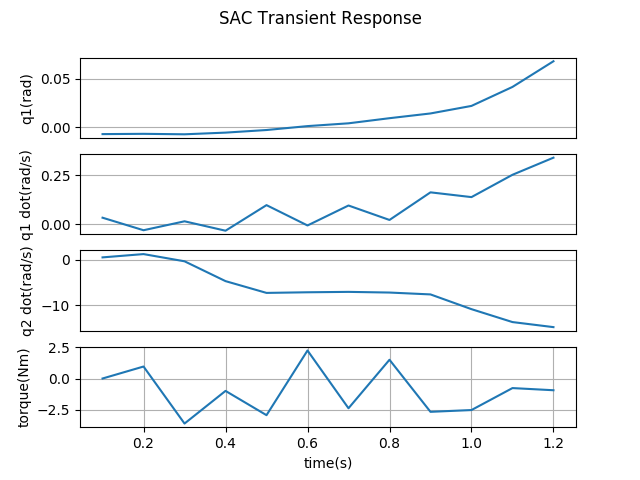 SAC Transient Response
q1(rad)
0.05
0.00
q1 dot(rad/s)
0.25
0.00
q2 dot(rad/s)
0
−10
torque(Nm)
2.5
0.0
−2.5
0.2 0.4 0.6 0.8 1.0 1.2
time(s)